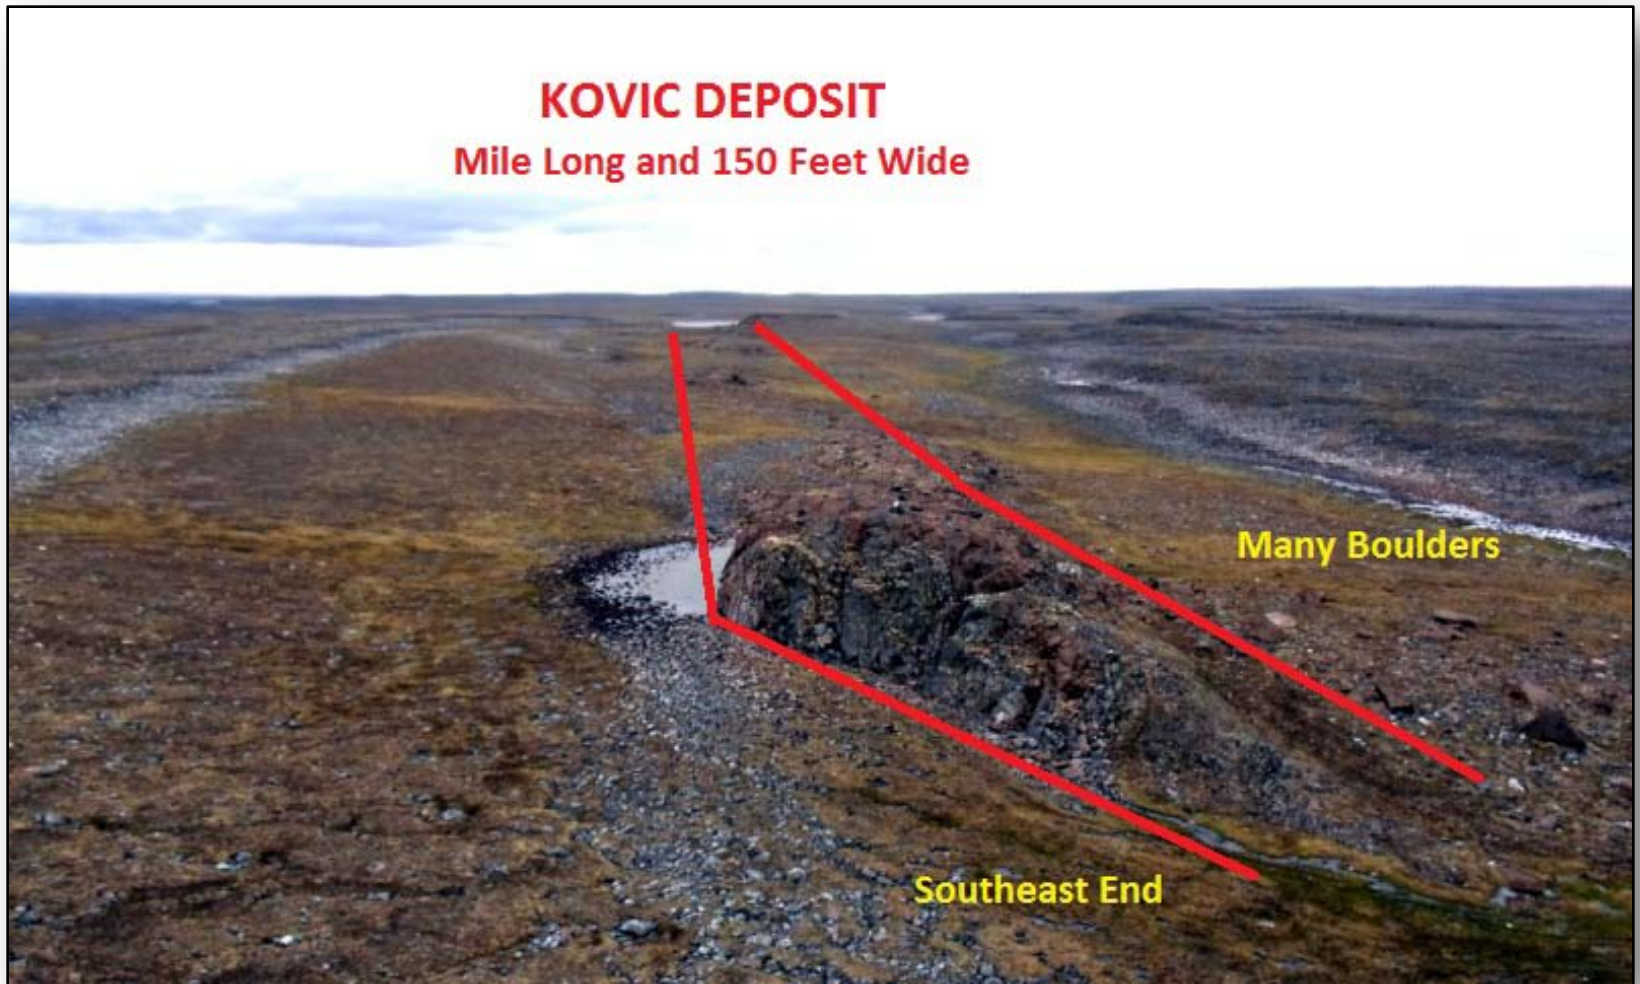 KOVIC DEPOSIT
Mile Long and 150 Feet Wide
Many Boulders
Southeast End